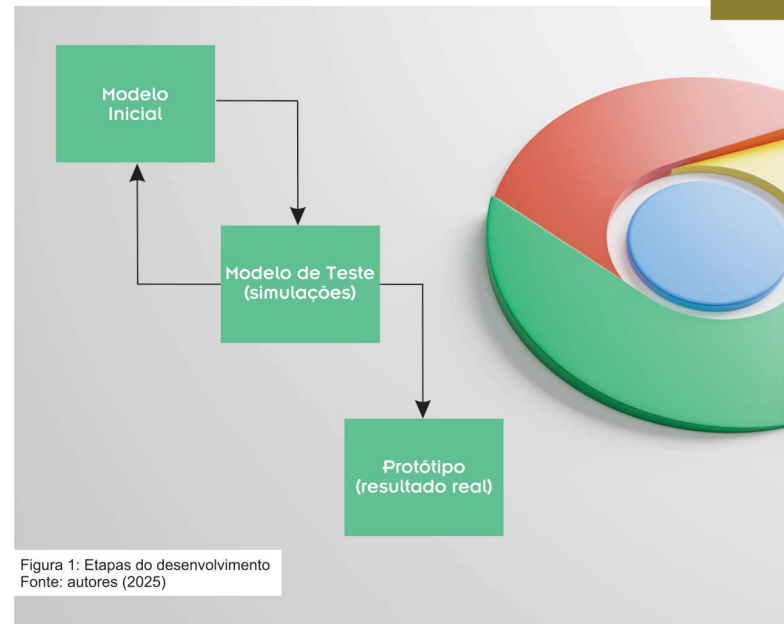 Modelo
Inicial
Modelo de Teste
(simulações)
Protótipo
(resultado real)
Figura 1: Etapas do desenvolvimento
Fonte: autores (2025)